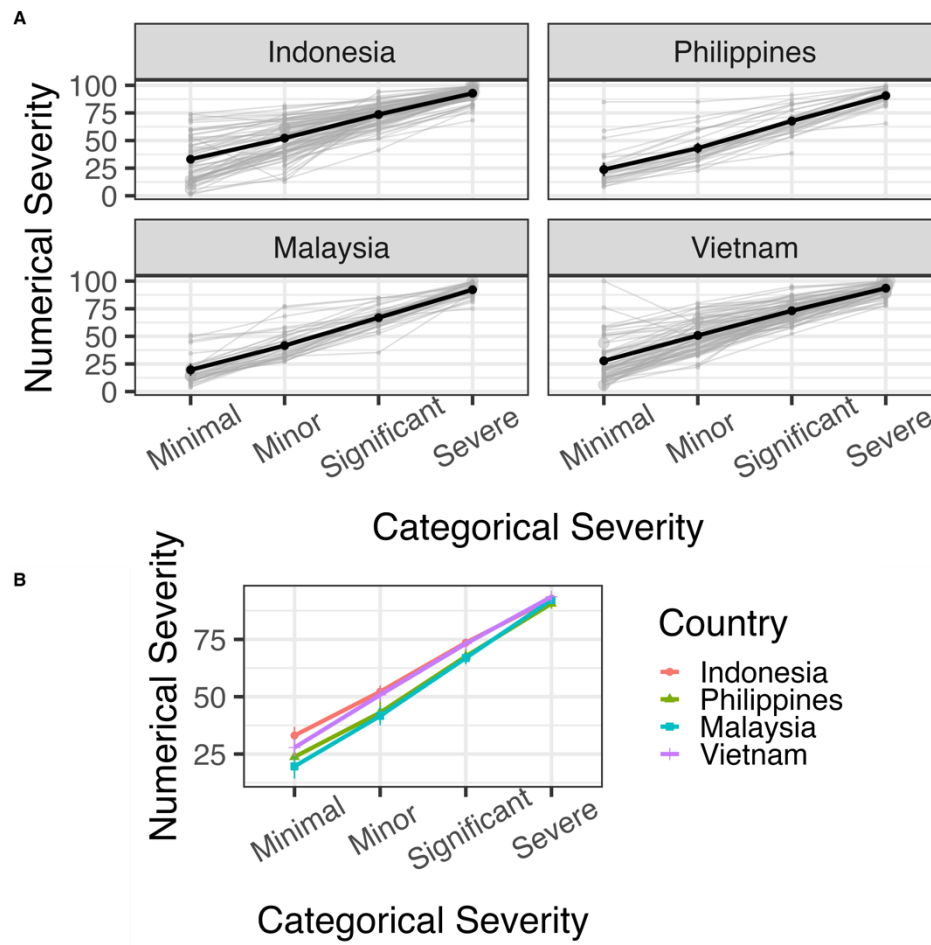 A
Indonesia
Philippines
Numerical Severity
100
75
50
25
0
Malaysia
Vietnam
Numerical Severity
100
75
50
25
0
Minimal
Minor
Significant
Severe
Minimal
Minor
Significant
Severe
Categorical Severity
B
Numerical Severity
75
50
25
Minimal
Minor
Significant
Severe
Categorical Severity
Country
Indonesia
Philippines
Malaysia
Vietnam